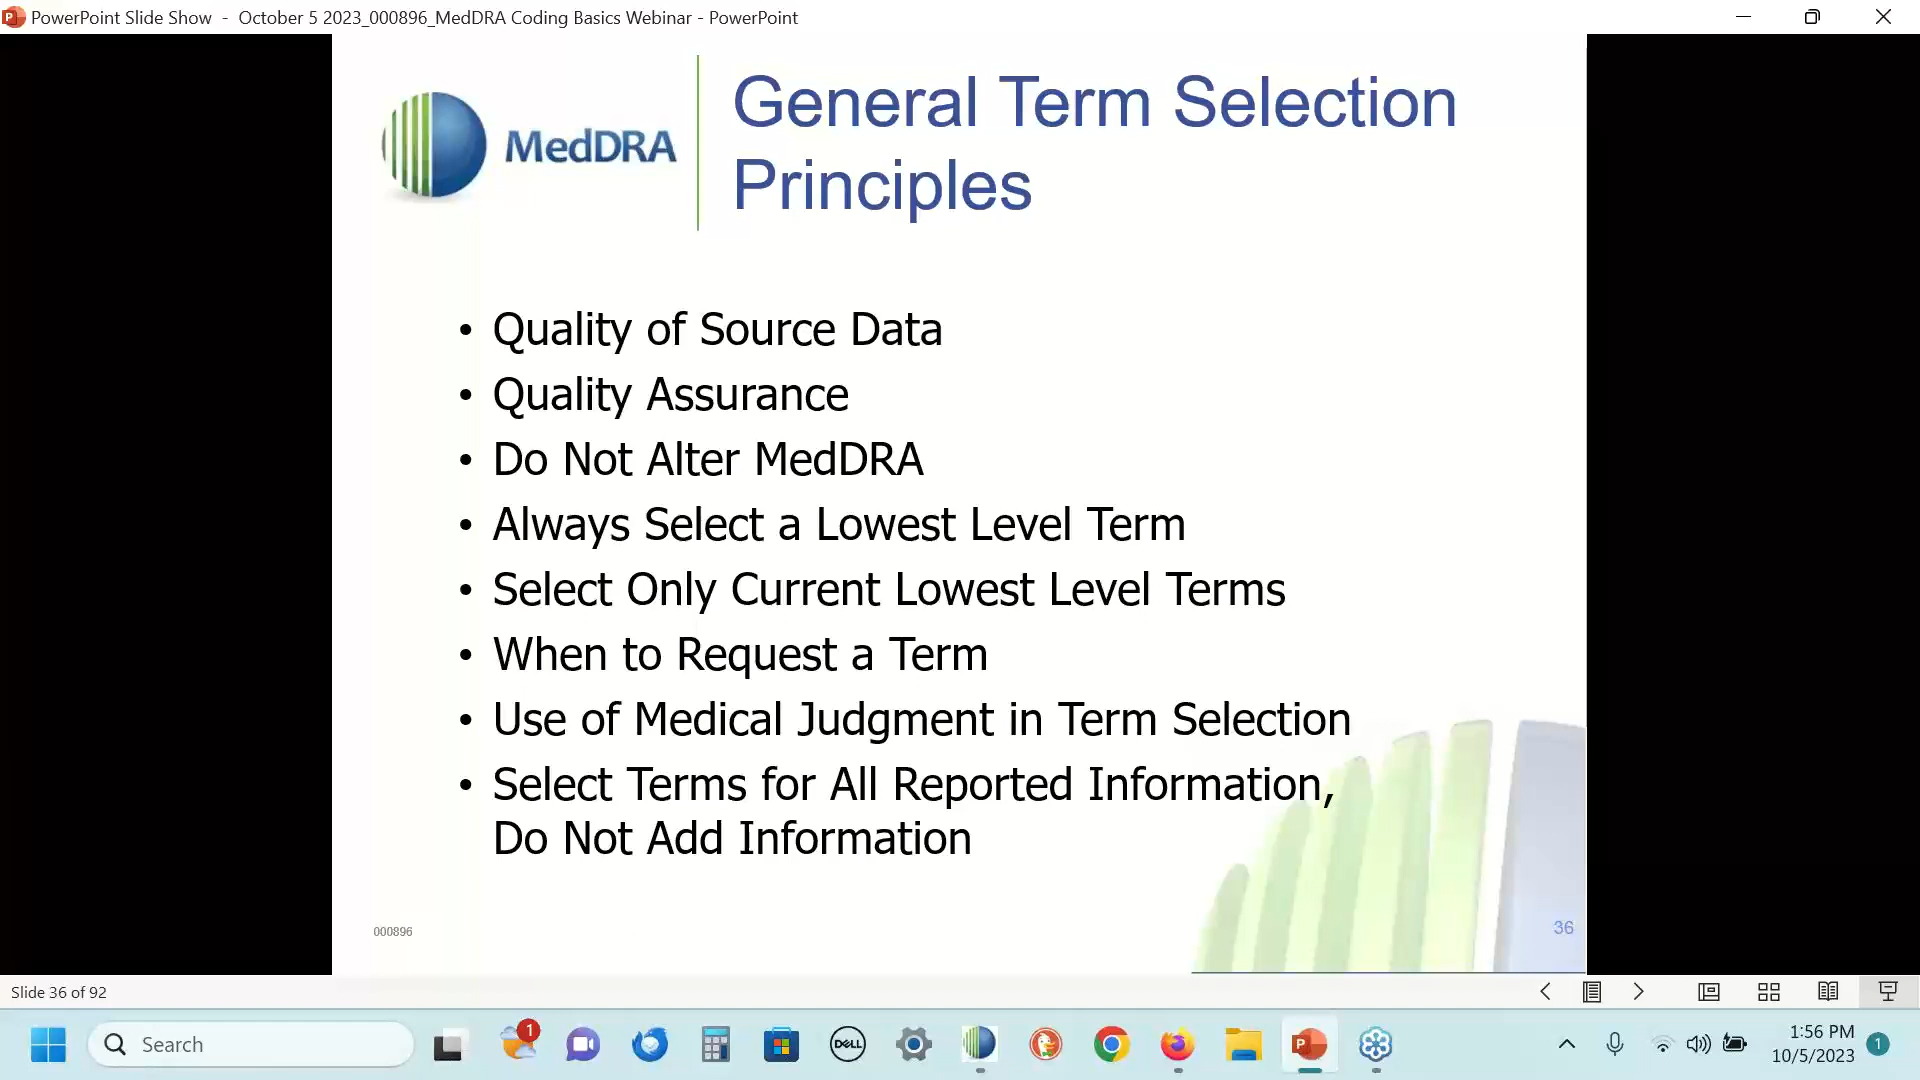 PowerPoint Slide Show - October 5 2023_000896_MedDRA Coding Basics Webinar - PowerPoint
MedDRA
General Term Selection
Principles
• Quality of Source Data
• Quality Assurance
• Do Not Alter MedDRA
• Always Select a Lowest Level Term
• Select Only Current Lowest Level Terms
• When to Request a Term
• Use of Medical Judgment in Term Selection
• Select Terms for All Reported Information,
Do Not Add Information
000896
36
Slide 36 of 92
Search
1
DELL
1:56 PM
10/5/2023
1